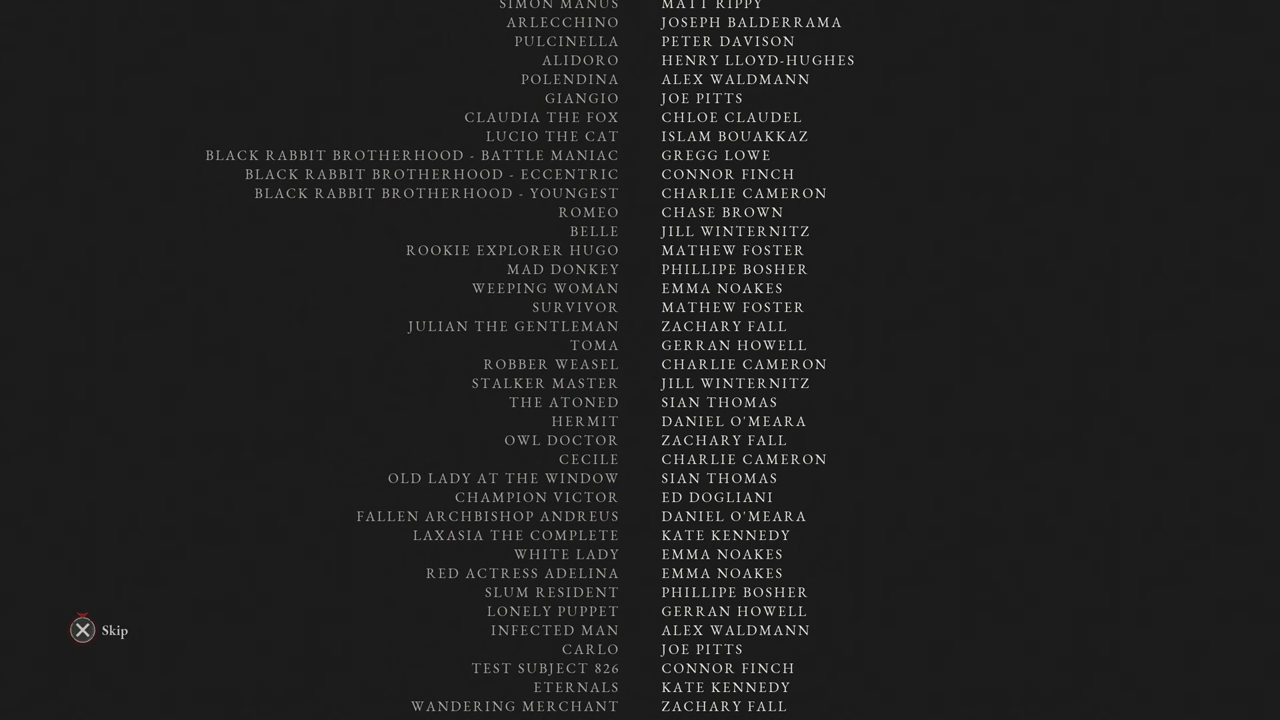 SIMON MANUS MATT RIPPY
ARLECCHINO JOSEPH BALDERRAMA
PULCINELLA PETER DAVISON
ALIDORO HENRY LLOYD-HUGHES
POLENDINA ALEX WALDMANN
GIANGIO JOE PITTS
CLAUDIA THE FOX CHLOE CLAUDEL
LUCIO THE CAT ISLAM BOUAKKAZ
BLACK RABBIT BROTHERHOOD - BATTLE MANIAC GREGG LOWE
BLACK RABBIT BROTHERHOOD - ECCENTRIC CONNOR FINCH
BLACK RABBIT BROTHERHOOD - YOUNGEST CHARLIE CAMERON
ROMEO CHASE BROWN
BELLE JILL WINTERNITZ
ROOKIE EXPLORER HUGO MATHEW FOSTER
MAD DONKEY PHILLIPE BOSHER
WEEPING WOMAN EMMA NOAKES
SURVIVOR MATHEW FOSTER
JULIAN THE GENTLEMAN ZACHARY FALL
TOMA GERRAN HOWELL
ROBBER WEASEL CHARLIE CAMERON
STALKER MASTER JILL WINTERNITZ
THE ATONED SIAN THOMAS
HERMIT DANIEL O'MEARA
OWL DOCTOR ZACHARY FALL
CECILE CHARLIE CAMERON
OLD LADY AT THE WINDOW SIAN THOMAS
CHAMPION VICTOR ED DOGLIANI
FALLEN ARCHBISHOP ANDREUS DANIEL O'MEARA
LAXASIA THE COMPLETE KATE KENNEDY
WHITE LADY EMMA NOAKES
RED ACTRESS ADELINA EMMA NOAKES
SLUM RESIDENT PHILLIPE BOSHER
LONELY PUPPET GERRAN HOWELL
INFECTED MAN ALEX WALDMANN
Skip
CARLO JOE PITTS
TEST SUBJECT 826 CONNOR FINCH
ETERNALS KATE KENNEDY
WANDERING MERCHANT ZACHARY FALL